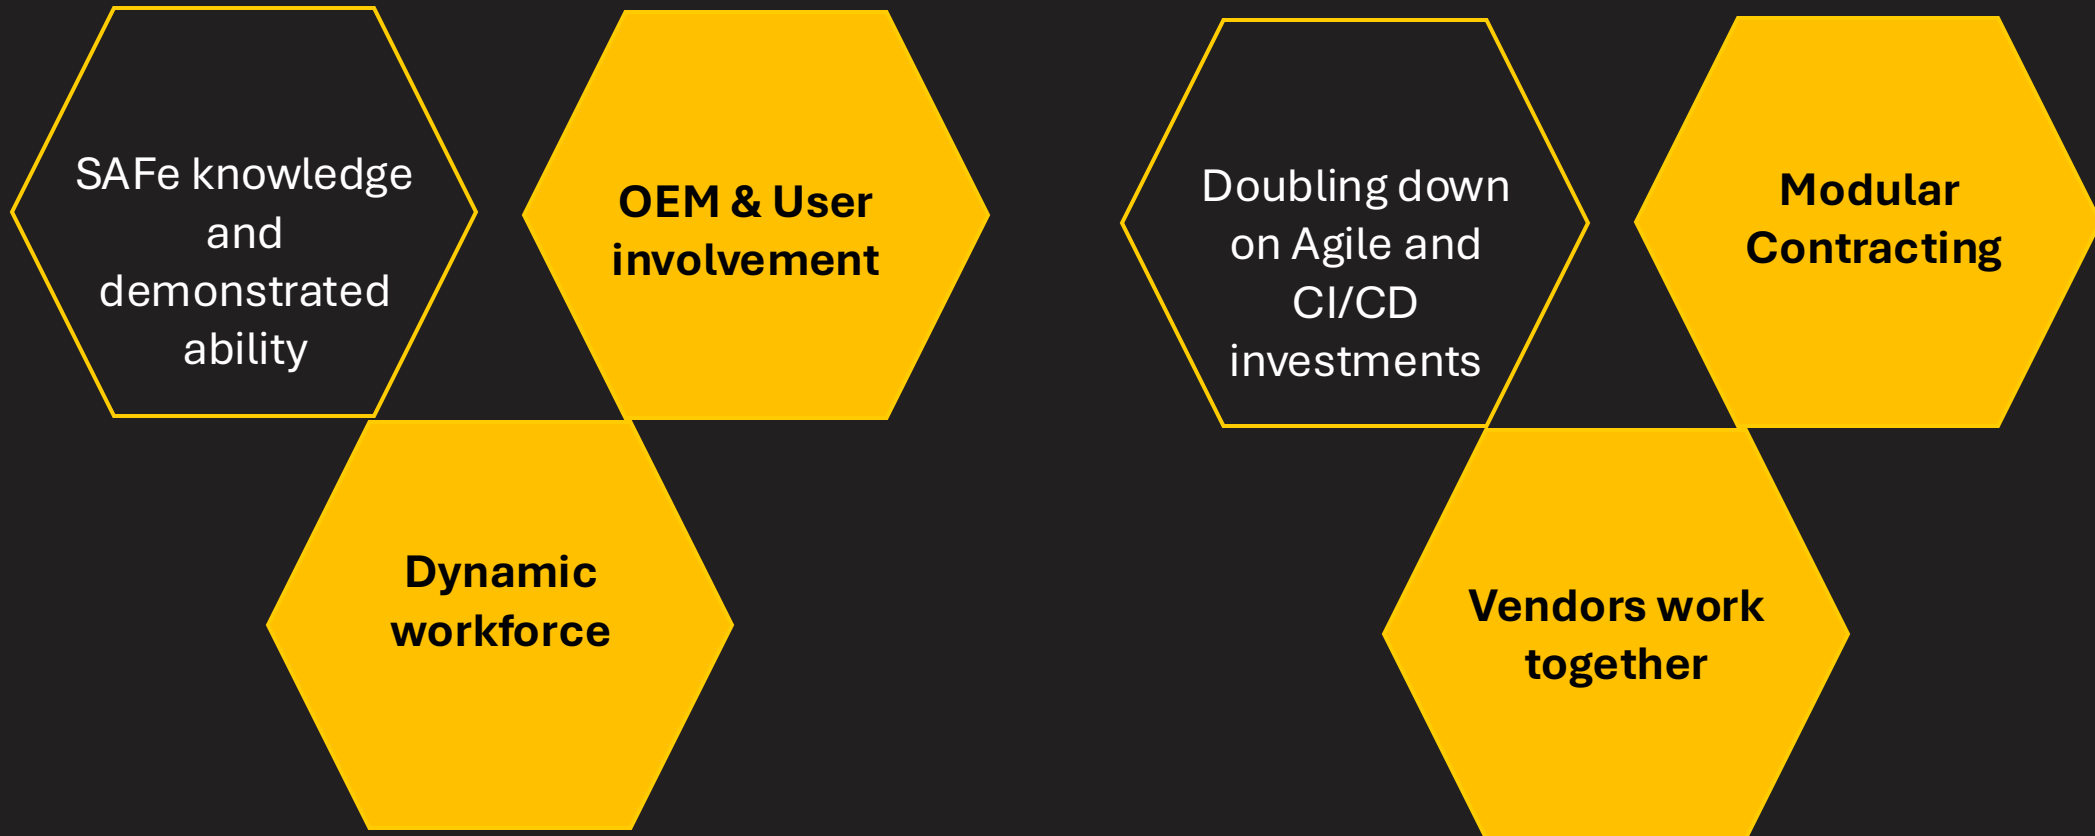 SAFe knowledge
and
demonstrated
ability
OEM & User
involvement
Dynamic
workforce
Doubling down
on Agile and
CI/CD
investments
Modular
Contracting
Vendors work
together